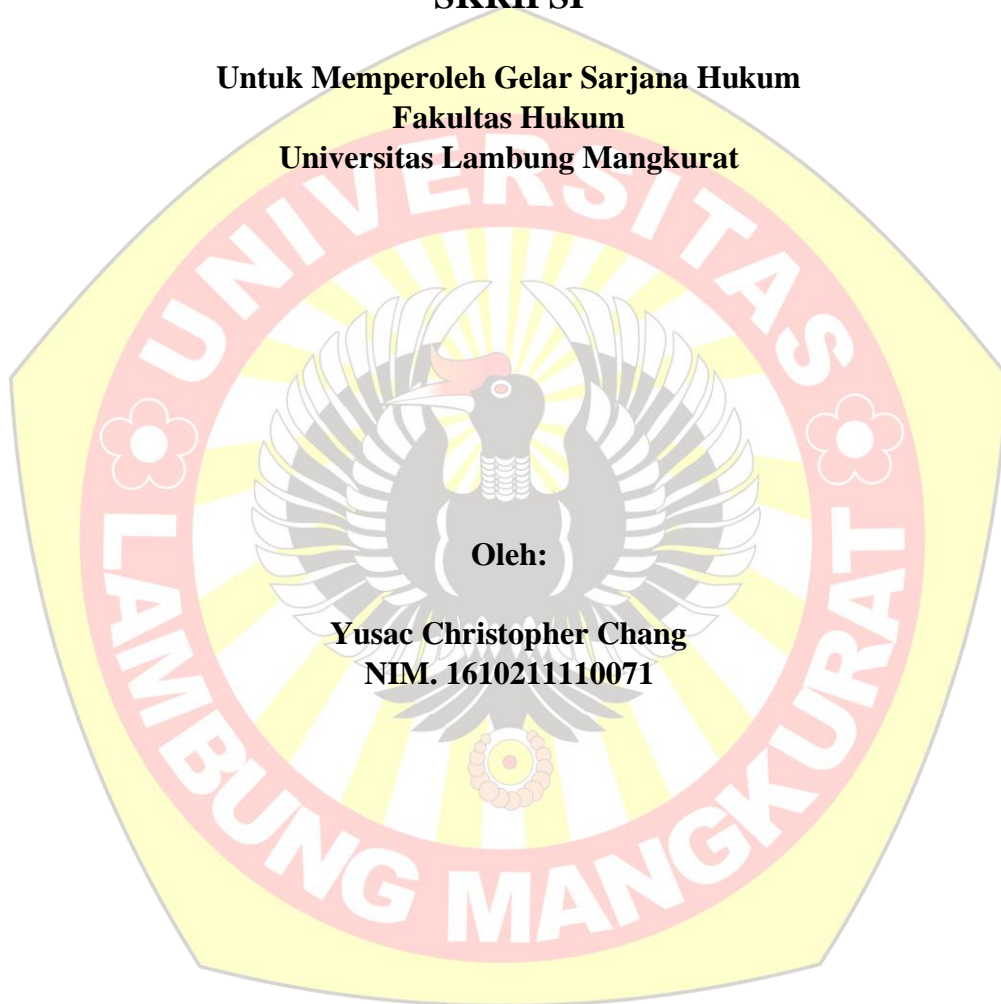 SKRIPSI
Untuk Memperoleh Gelar Sarjana Hukum
Fakultas Hukum
Universitas Lambung Mangkurat
UNIVERSITAS
Oleh:
Yusac Christopher Chang
NIM. 1610211110071
LAMBUNG MANGKURAT